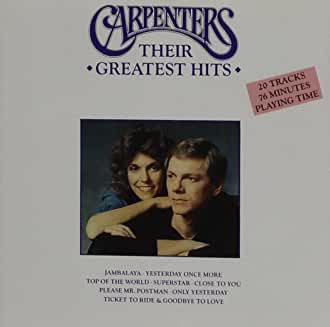 CARPENTERS
THEIR
• GREATEST HITS •
20 TRACKS
76 MINUTES
PLAYING TIME
JAMBALAYA · YESTERDAY ONCE MORE
TOP OF THE WORLD · SUPERSTAR · CLOSE TO YOU
PLEASE MR. POSTMAN · ONLY YESTERDAY
TICKET TO RIDE & GOODBYE TO LOVE